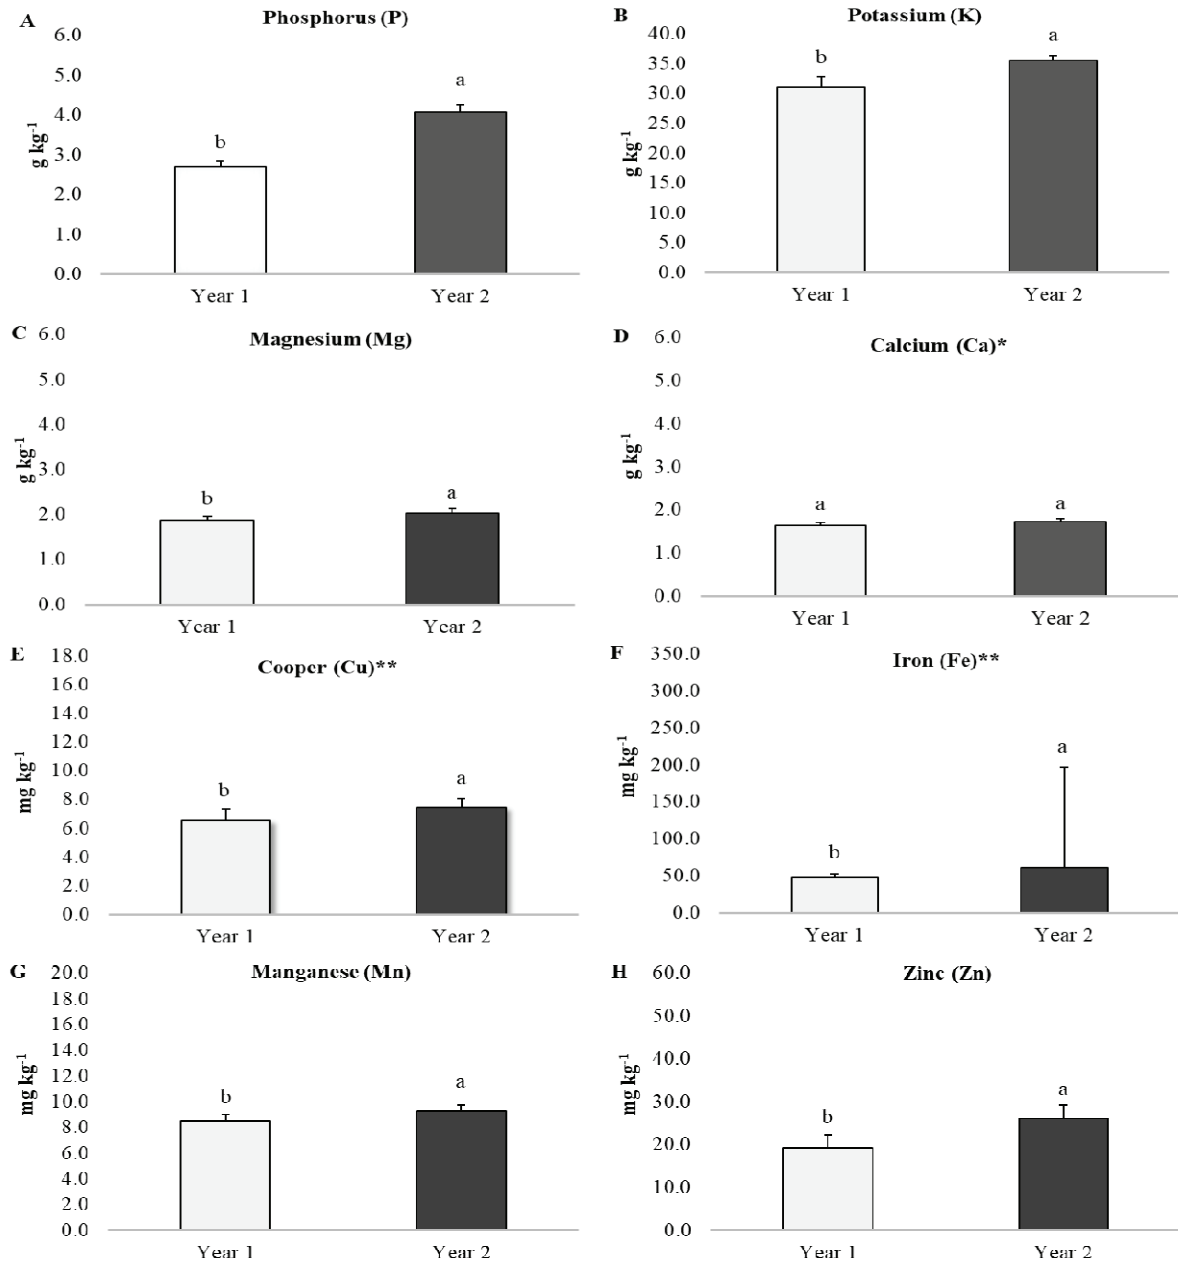 A
Phosphorus (P)
6.0
5.0
4.0
3.0
2.0
1.0
0.0
g kg-1
b
a
Year 1
Year 2
B
Potassium (K)
40.0
35.0
30.0
25.0
20.0
15.0
10.0
5.0
0.0
g kg-1
b
a
Year 1
Year 2
C
Magnesium (Mg)
6.0
5.0
4.0
3.0
2.0
1.0
0.0
g kg-1
b
a
Year 1
Year 2
D
Calcium (Ca)*
6.0
5.0
4.0
3.0
2.0
1.0
0.0
g kg-1
a
a
Year 1
Year 2
E
Cooper (Cu)**
18.0
16.0
14.0
12.0
10.0
8.0
6.0
4.0
2.0
0.0
mg kg-1
b
a
Year 1
Year 2
F
Iron (Fe)**
350.0
300.0
250.0
200.0
150.0
100.0
50.0
0.0
mg kg-1
b
a
Year 1
Year 2
G
Manganese (Mn)
20.0
18.0
16.0
14.0
12.0
10.0
8.0
6.0
4.0
2.0
0.0
mg kg-1
b
a
Year 1
Year 2
H
Zinc (Zn)
60.0
50.0
40.0
30.0
20.0
10.0
0.0
mg kg-1
b
a
Year 1
Year 2